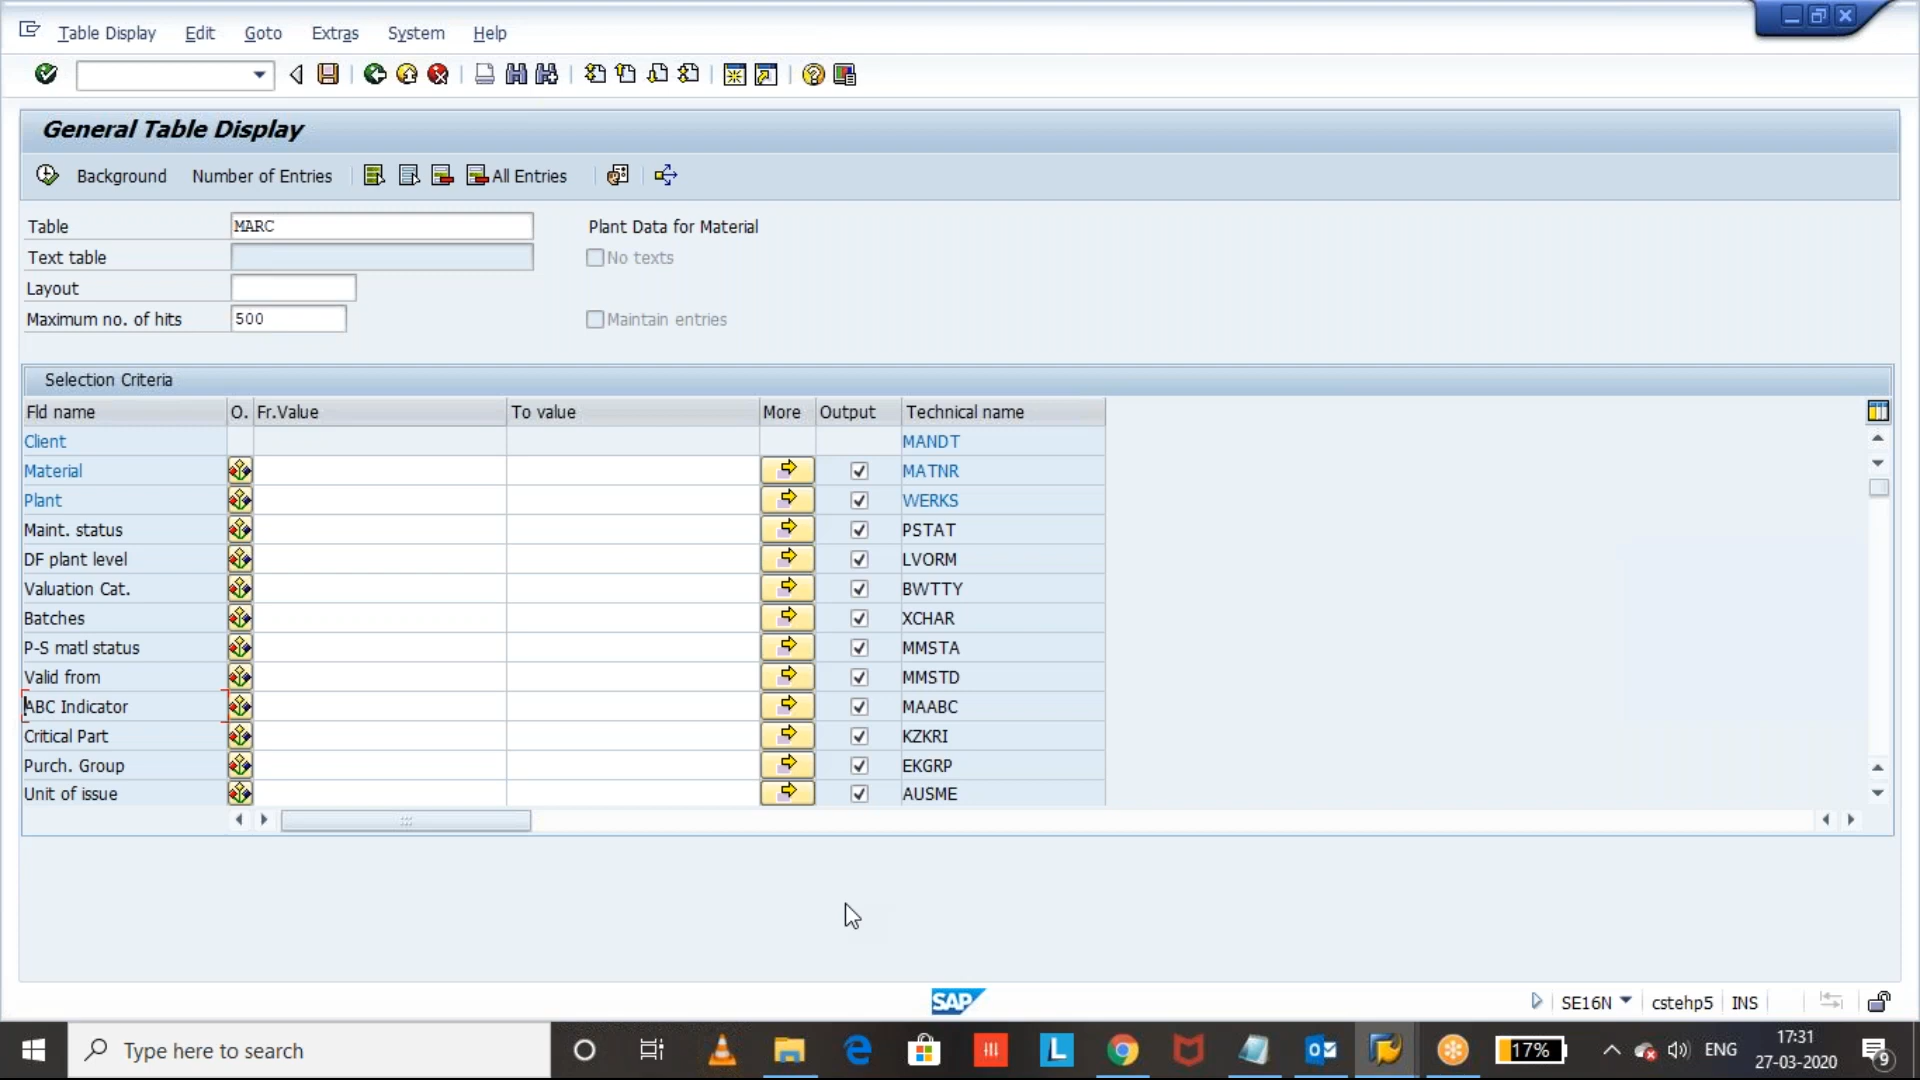 Table Display Edit Goto Extras System Help
General Table Display
Background Number of Entries All Entries
Table MARC Plant Data for Material
Text table No texts
Layout
Maximum no. of hits 500 Maintain entries
Selection Criteria
Fld name O. Fr.Value To value More Output Technical name
Client MANDT
Material MATNR
Plant WERKS
Maint. status PSTAT
DF plant level LVORM
Valuation Cat. BWTTY
Batches XCHAR
P-S matl status MMSTA
Valid from MMSTD
ABC Indicator MAABC
Critical Part KZKRI
Purch. Group EKGRP
Unit of issue AUSME
SAP SE16N cstehp5 INS
Type here to search L 17% ENG 17:31
27-03-2020 9